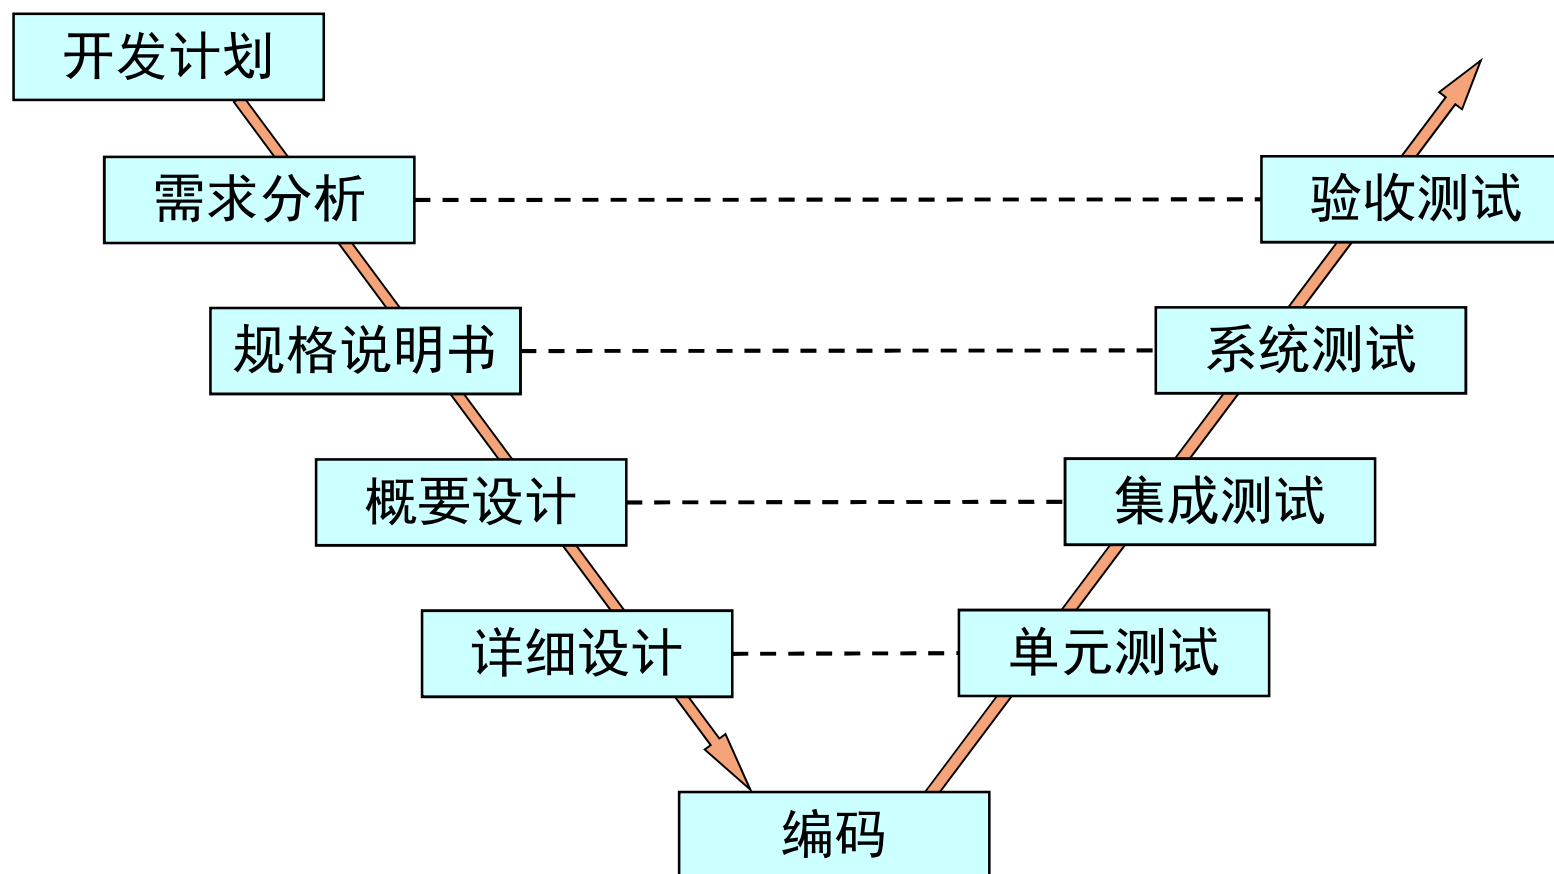 开发计划
需求分析
验收测试
规格说明书
系统测试
概要设计
集成测试
详细设计
单元测试
编码